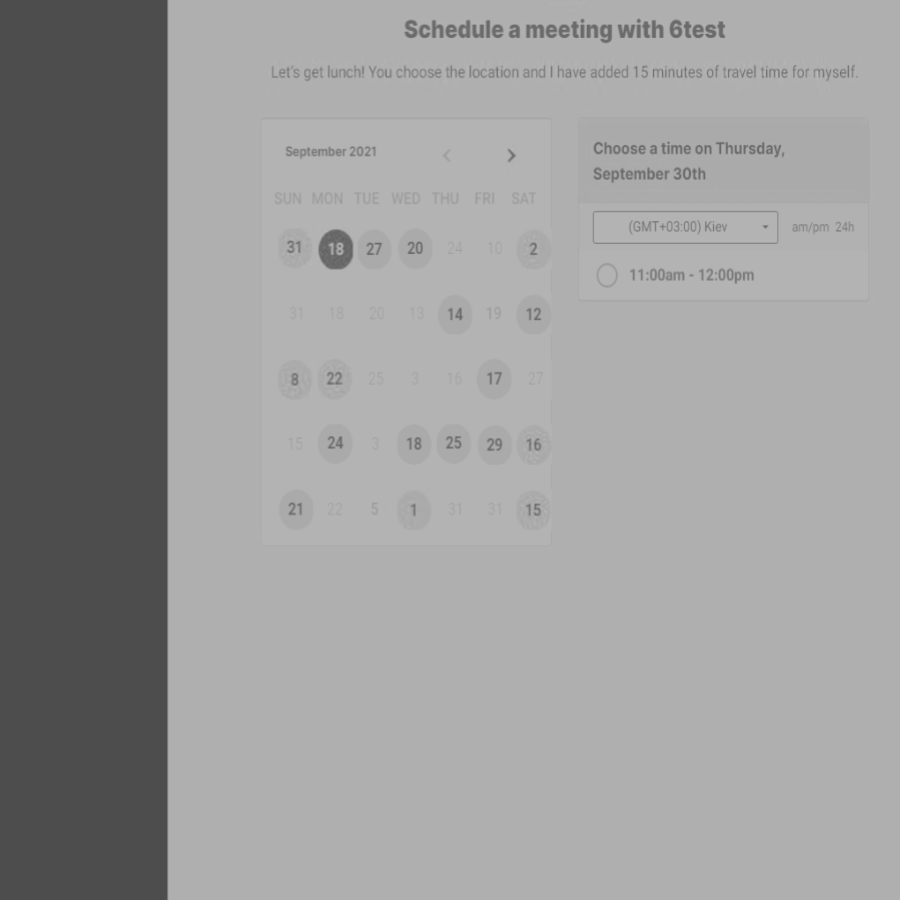 Schedule a meeting with 6test
Let's get lunch! You choose the location and I have added 15 minutes of travel time for myself.
September 2021
SUN MON TUE WED THU FRI SAT
31 18 27 20 24 10 2
31 18 20 13 14 19 12
8 22 25 3 16 17 27
15 24 3 18 25 29 16
21 22 5 1 31 31 15
Choose a time on Thursday,
September 30th
(GMT+03:00) Kiev am/pm 24h
11:00am - 12:00pm